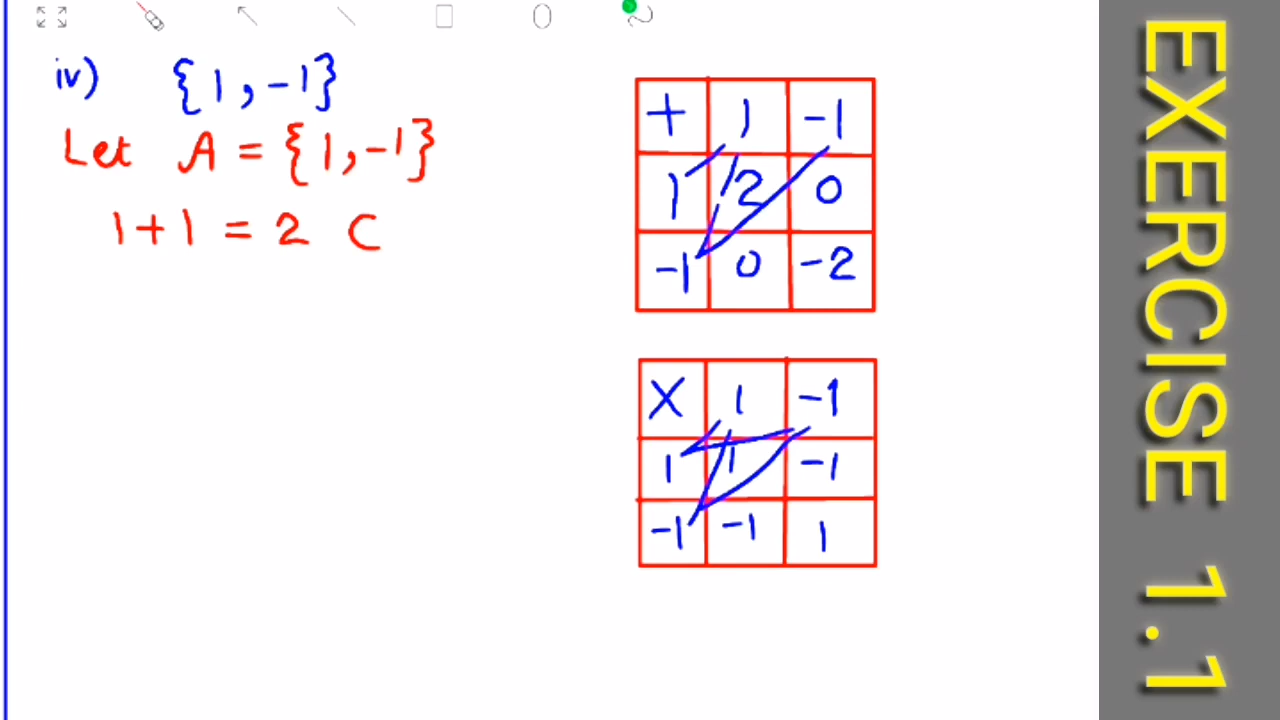 iv) {1, -1}
Let A = {1, -1}
1 + 1 = 2 C
+ 1 -1
1 2 0
-1 0 -2
X 1 -1
1 1 -1
-1 -1 1
EXERCISE 1.1